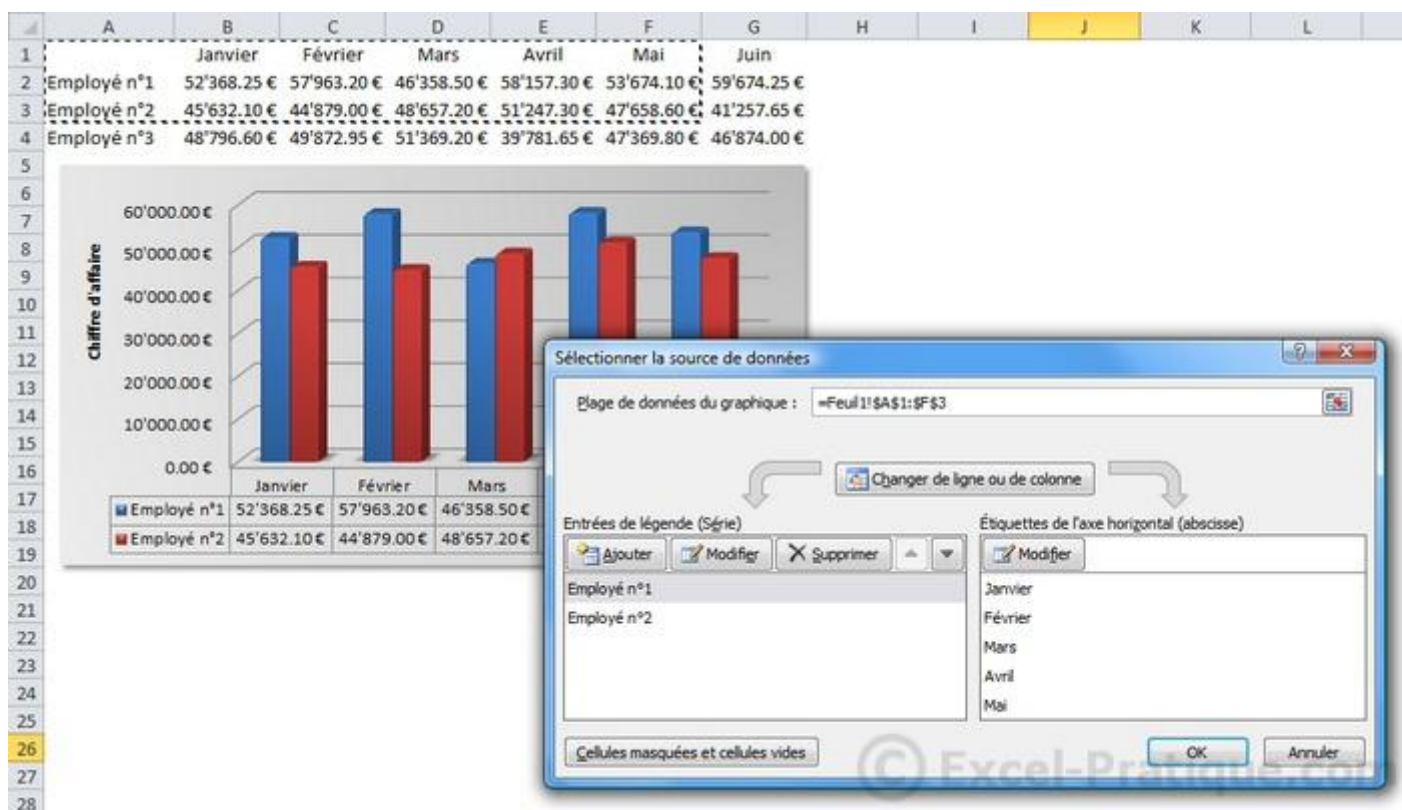 A B C D E F G H I J K L
1 Janvier Février Mars Avril Mai Juin
2 Employé n°1 52'368.25 € 57'963.20 € 46'358.50 € 58'157.30 € 53'674.10 € 59'674.25 €
3 Employé n°2 45'632.10 € 44'879.00 € 48'657.20 € 51'247.30 € 47'658.60 € 41'257.65 €
4 Employé n°3 48'796.60 € 49'872.95 € 51'369.20 € 39'781.65 € 47'369.80 € 46'874.00 €
5
6
7
8
9
10
11
12
13
14
15
16
17
18
19
20
21
22
23
24
25
26
27
28
Chiffre d'affaire
60'000.00 €
50'000.00 €
40'000.00 €
30'000.00 €
20'000.00 €
10'000.00 €
0.00 €
Janvier Février Mars
Employé n°1 52'368.25 € 57'963.20 € 46'358.50 €
Employé n°2 45'632.10 € 44'879.00 € 48'657.20 €
Sélectionner la source de données
Plage de données du graphique : =Feuil1!$A$1:$F$3
Changer de ligne ou de colonne
Entrées de légende (Série)
Ajouter Modifier Supprimer
Employé n°1
Employé n°2
Étiquettes de l'axe horizontal (abscisse)
Modifier
Janvier
Février
Mars
Avril
Mai
Cellules masquées et cellules vides OK Annuler
© Excel-Pratique.com